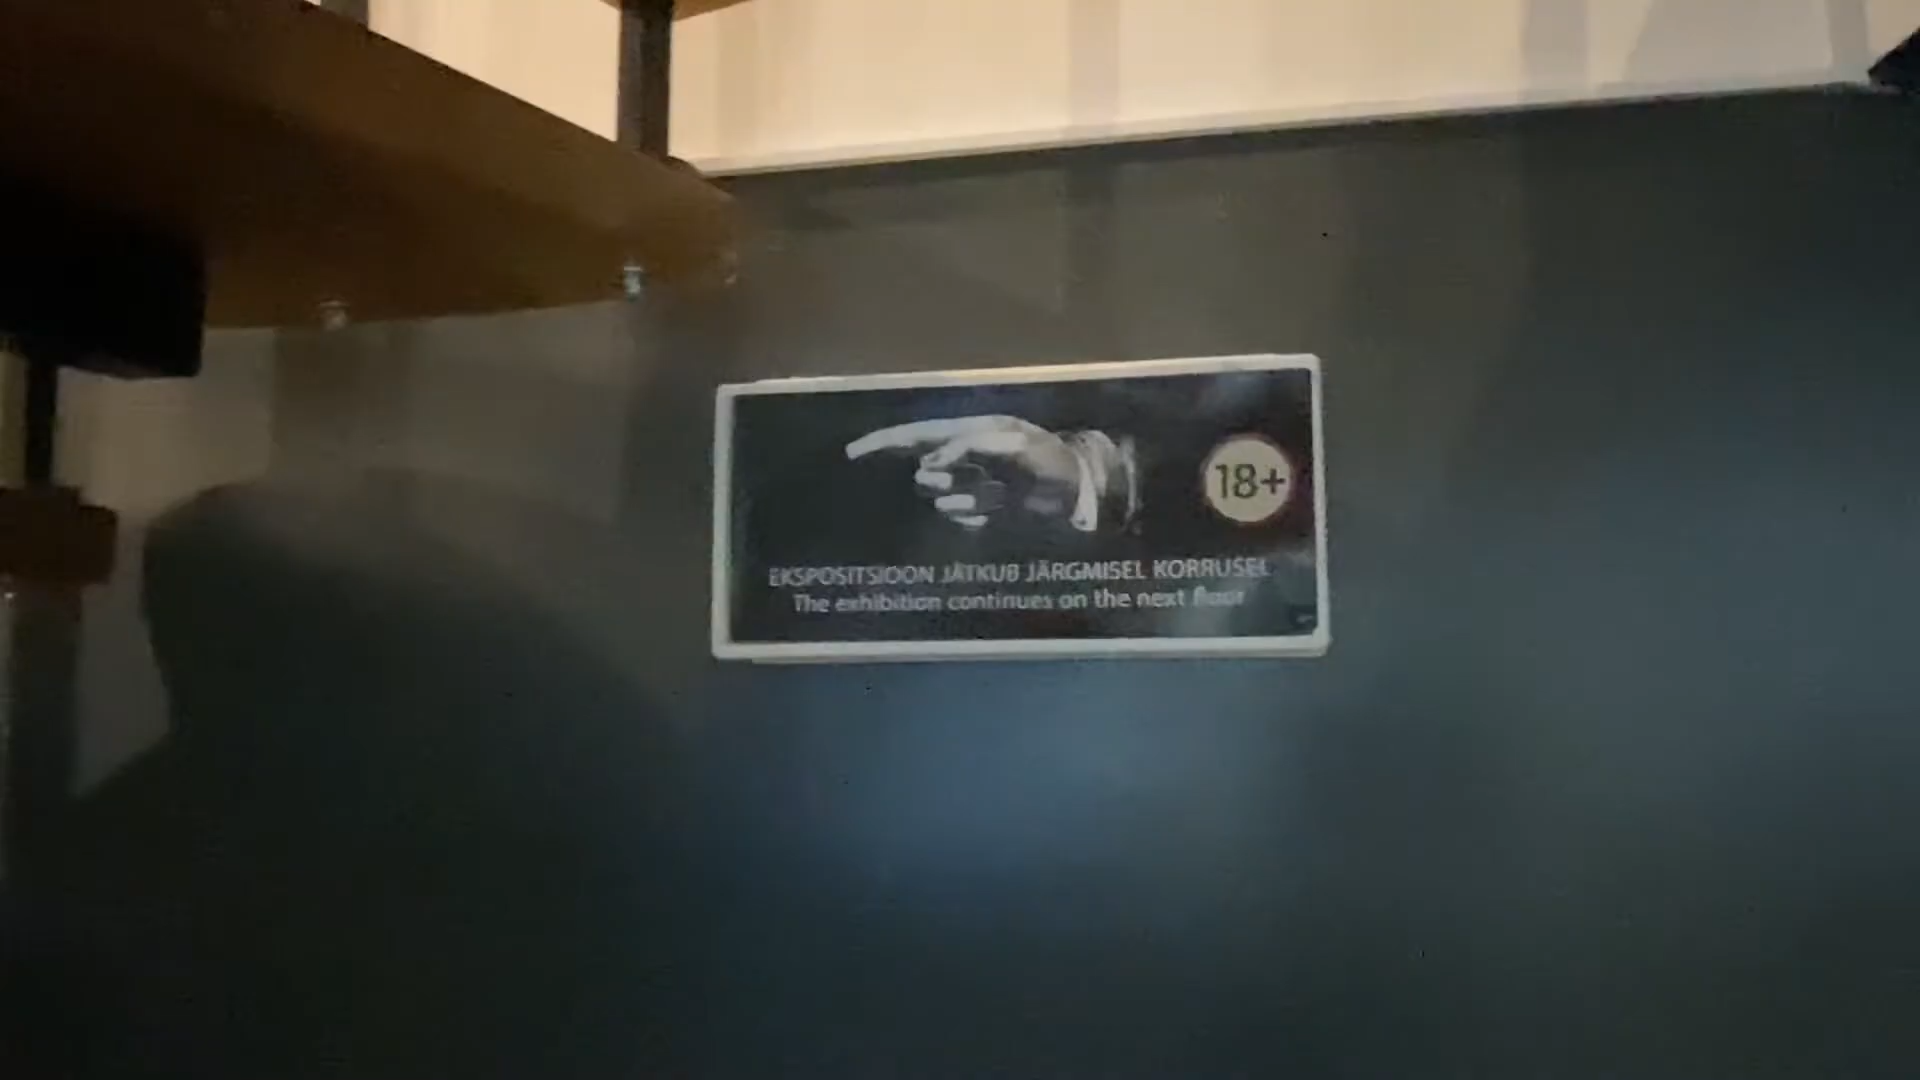 18+
EKSPOSITSIOON JÄTKUB JÄRGMISEL KORRUSEL
The exhibition continues on the next floor